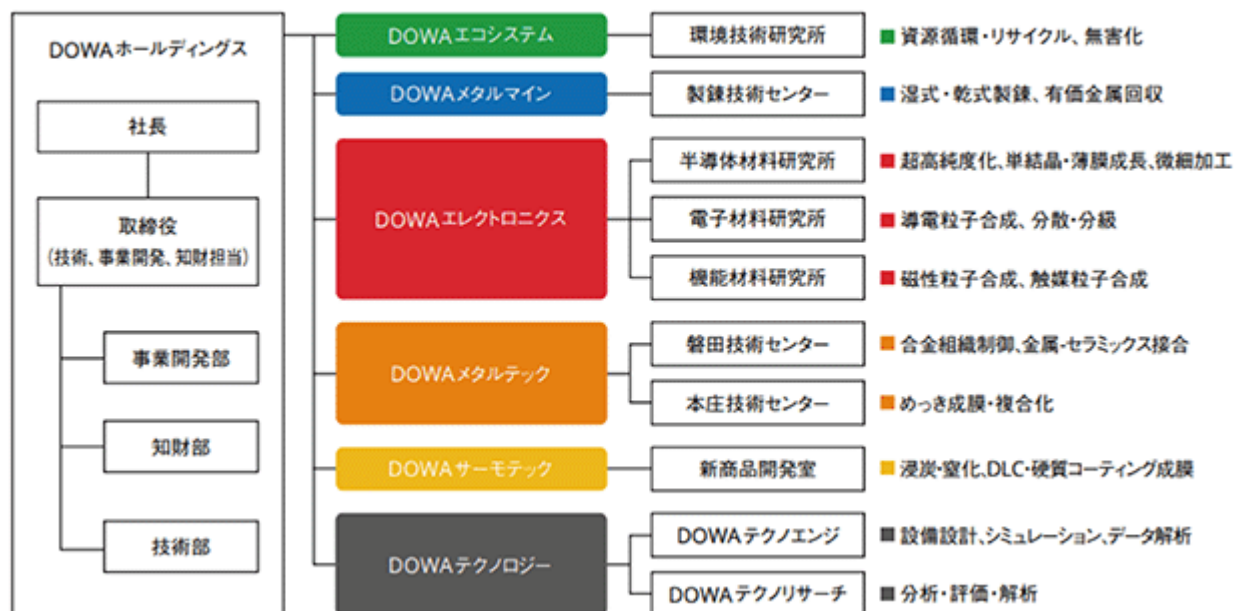 DOWAホールディングス
社長
取締役
(技術、事業開発、知財担当)
事業開発部
知財部
技術部
DOWAエコシステム
環境技術研究所
■資源循環・リサイクル、無害化
DOWAメタルマイン
製錬技術センター
■湿式・乾式製錬、有価金属回収
DOWAエレクトロニクス
半導体材料研究所
■超高純度化、単結晶・薄膜成長、微細加工
電子材料研究所
■導電粒子合成、分散・分級
機能材料研究所
■磁性粒子合成、触媒粒子合成
DOWAメタルテック
磐田技術センター
■合金組織制御、金属-セラミックス接合
本庄技術センター
■めっき成膜・複合化
DOWAサーモテック
新商品開発室
■浸炭・窒化、DLC・硬質コーティング成膜
DOWAテクノロジー
DOWAテクノエンジ
■設備設計、シミュレーション、データ解析
DOWAテクノリサーチ
■分析・評価・解析